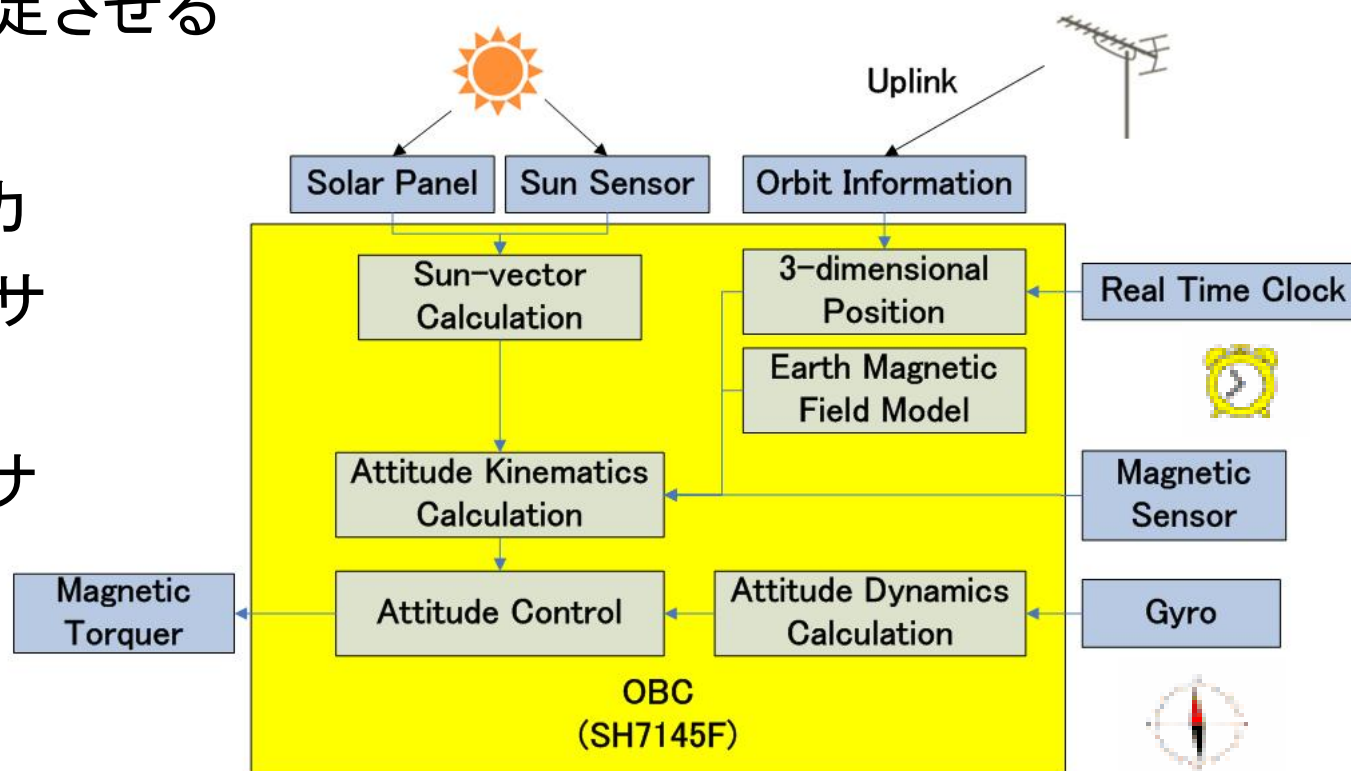 定させる
カ
サ
ナ
Uplink
Solar Panel
Sun Sensor
Orbit Information
Sun-vector
Calculation
3-dimensional
Position
Real Time Clock
Earth Magnetic
Field Model
Attitude Kinematics
Calculation
Magnetic
Sensor
Magnetic
Torquer
Attitude Control
Attitude Dynamics
Calculation
Gyro
OBC
(SH7145F)